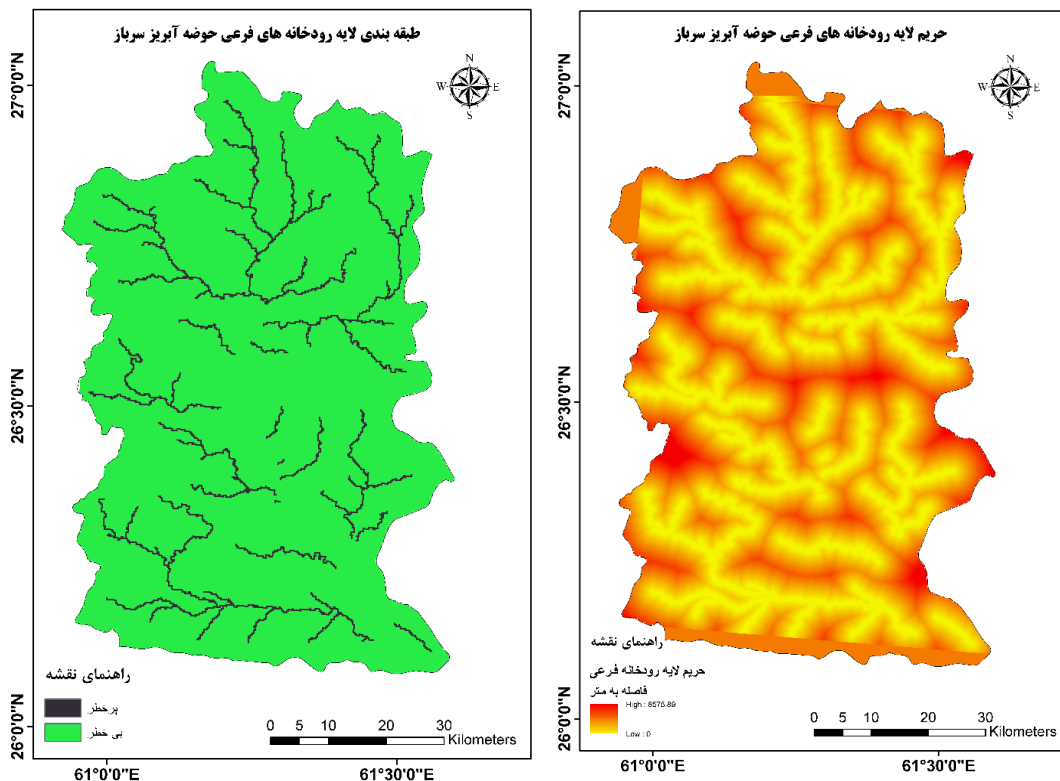 طبقه بندی لایه رودخانه های فرعی حوضه آبریز سرباز
N
W E
S
27°0'0"N
26°30'0"N
26°0'0"N
راهنمای نقشه
پرخطر
بی خطر
0 5 10 20 30
Kilometers
61°0'0"E 61°30'0"E
حریم لایه رودخانه های فرعی حوضه آبریز سرباز
N
W E
S
27°0'0"N
26°30'0"N
26°0'0"N
راهنمای نقشه
حریم لایه رودخانه فرعی
فاصله به متر
High : 8575.89
Low : 0
0 5 10 20 30
Kilometers
61°0'0"E 61°30'0"E